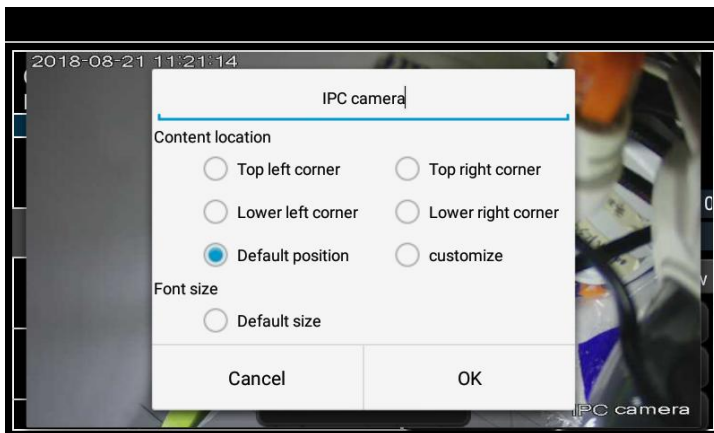 2018-08-21 11:21:14
IPC camera
Content location
Top left corner
Top right corner
Lower left corner
Lower right corner
Default position
customize
Font size
Default size
Cancel
OK
IPC camera